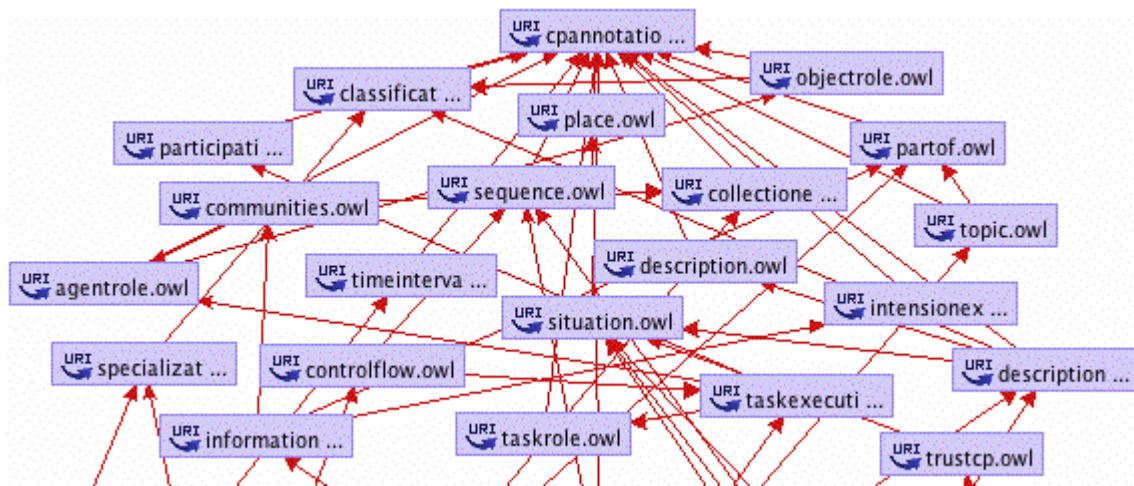 URI cpannotatio ...
URI objectrole.owl
URI classificat ...
URI place.owl
URI participati ...
URI partof.owl
URI communities.owl
URI sequence.owl
URI collectione ...
URI topic.owl
URI agentrole.owl
URI timeinterva ...
URI description.owl
URI intensionex ...
URI situation.owl
URI specializat ...
URI controlflow.owl
URI description ...
URI taskexecuti ...
URI information ...
URI taskrole.owl
URI trustcp.owl